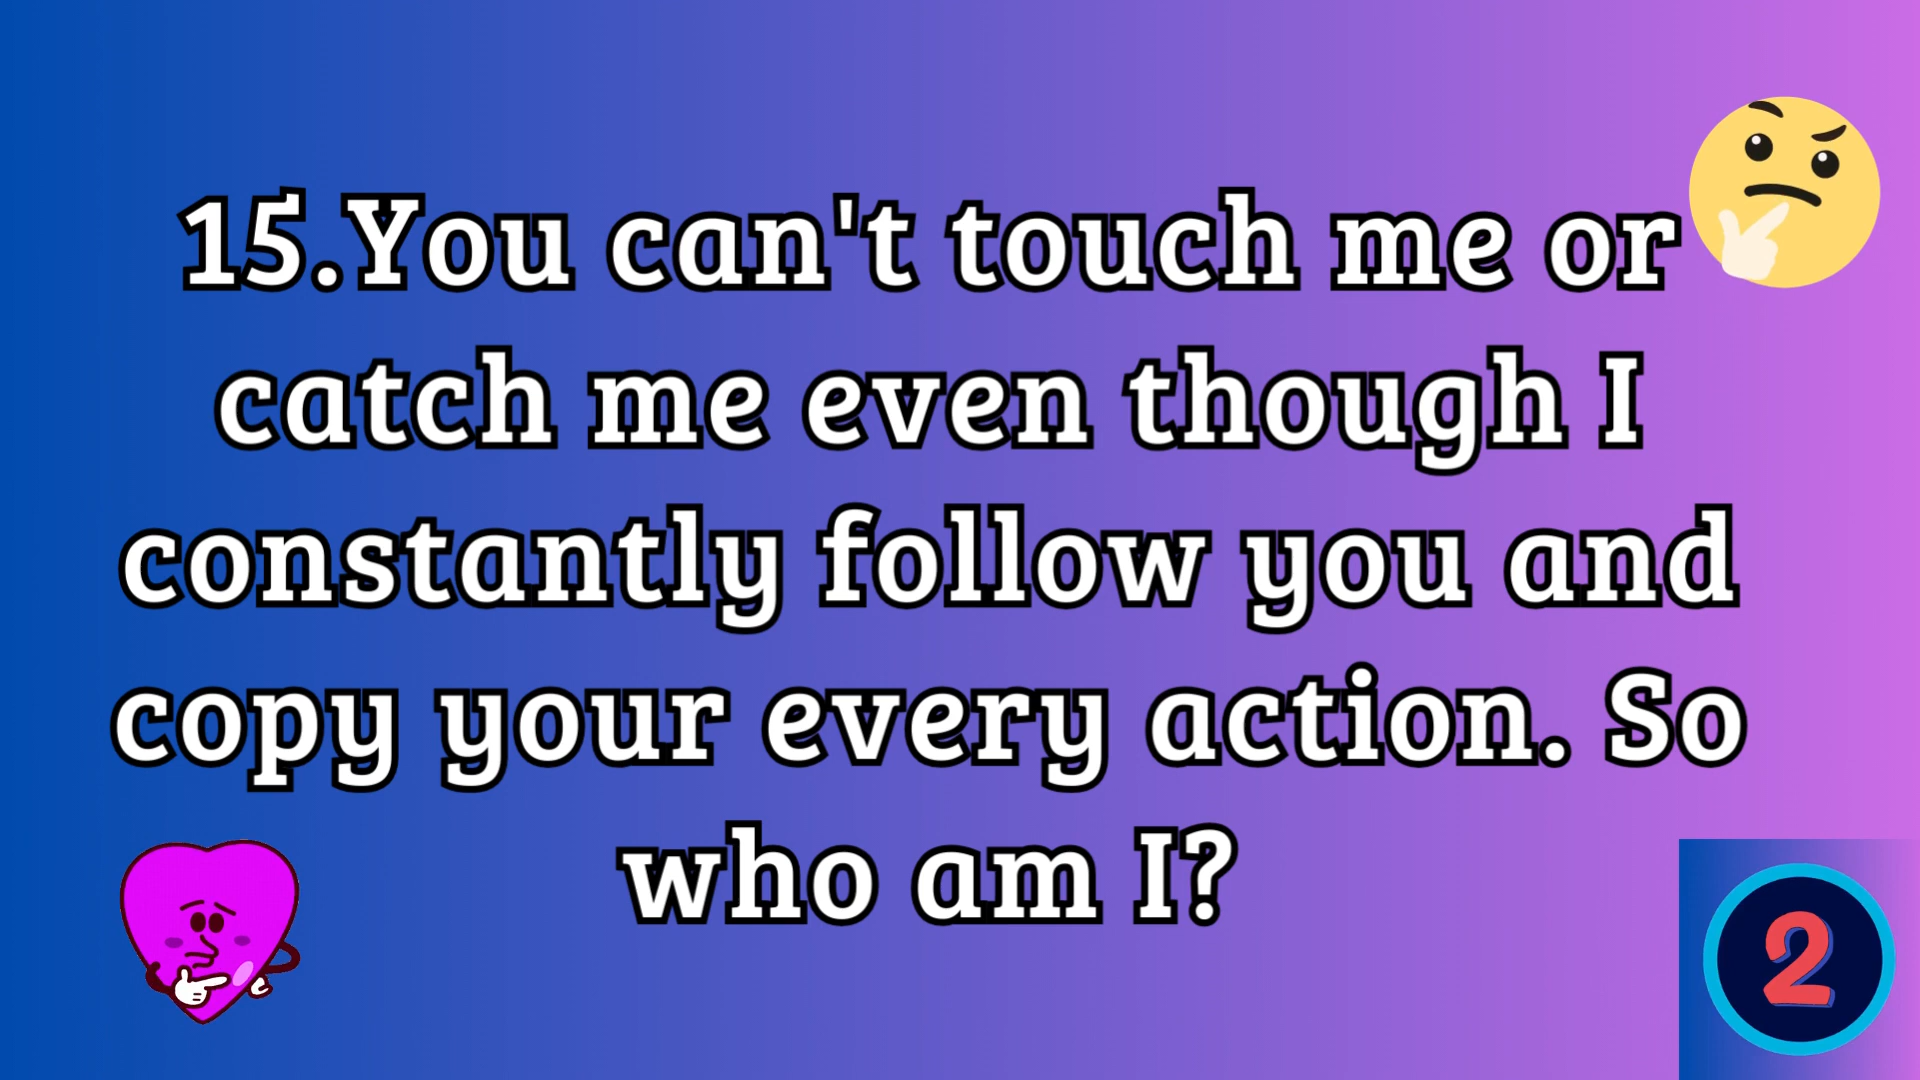 15.You can't touch me or
catch me even though I
constantly follow you and
copy your every action. So
who am I?
2